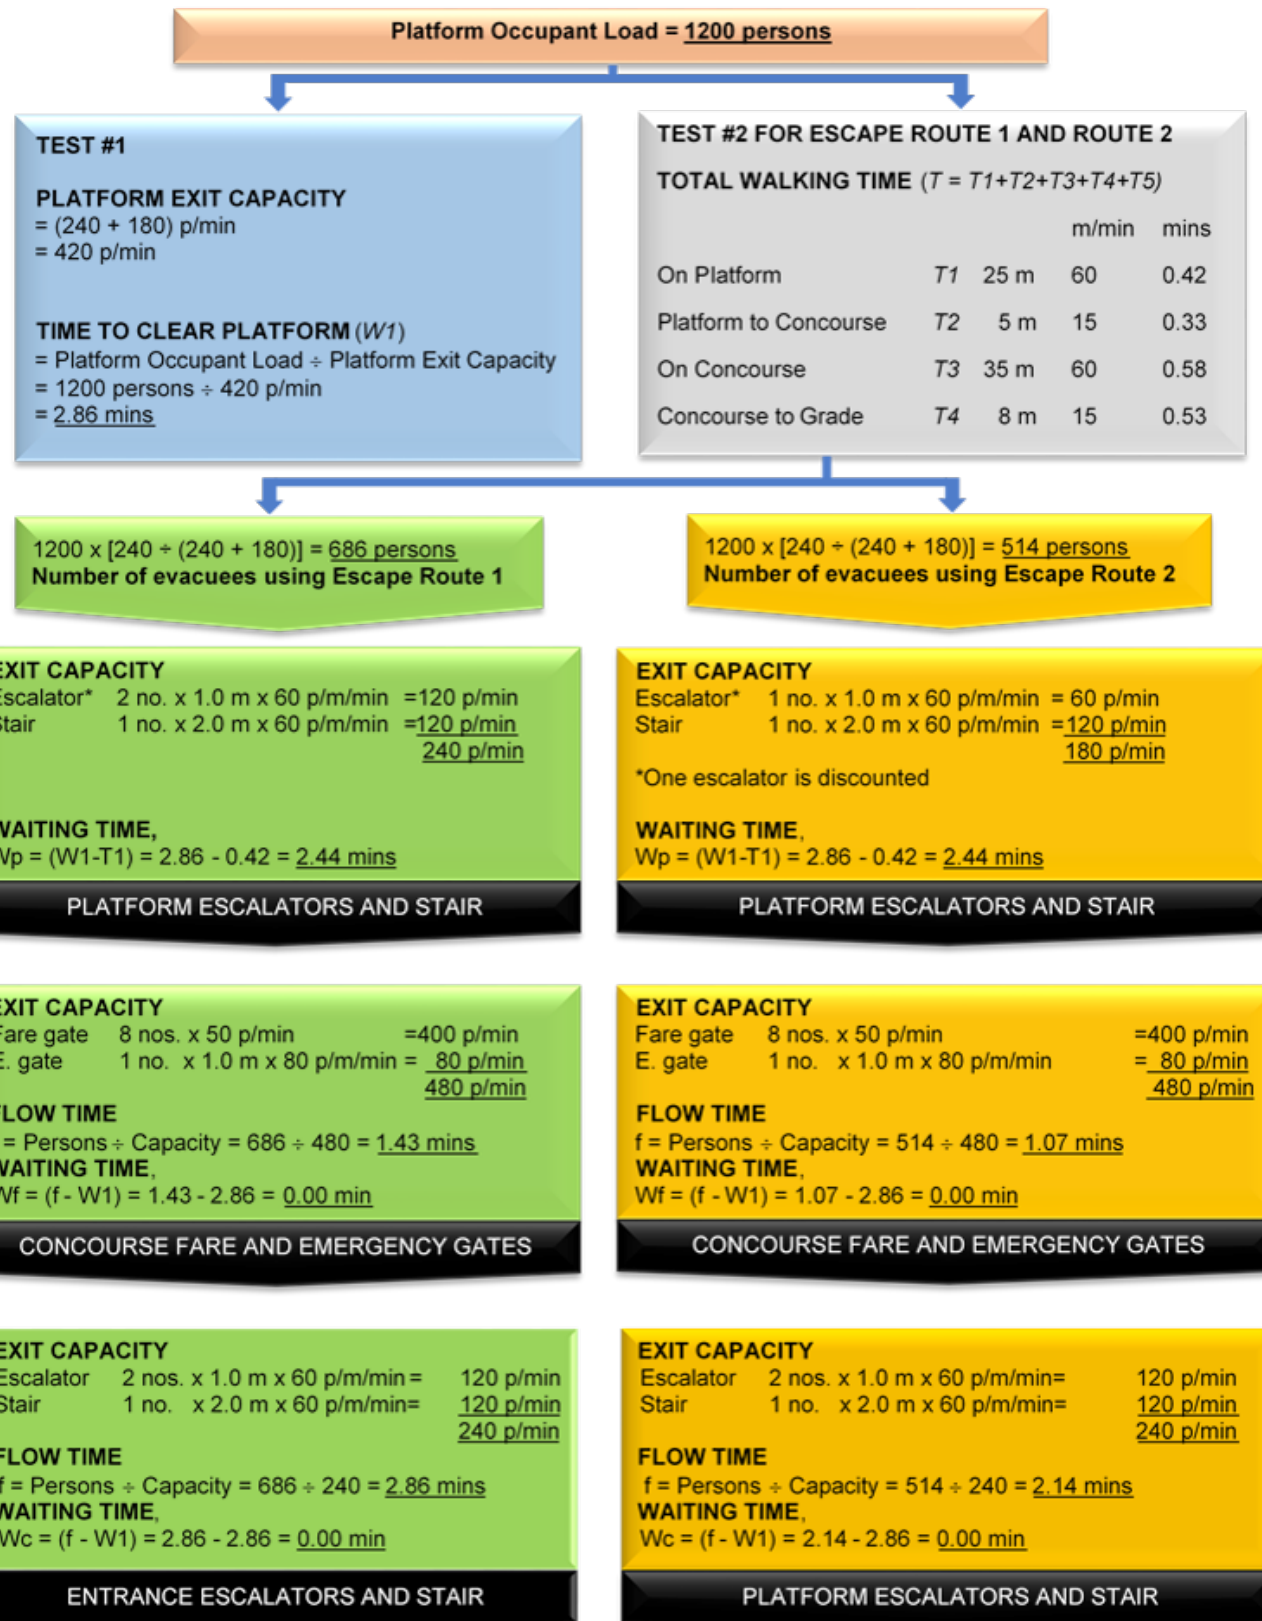 Platform Occupant Load = 1200 persons
TEST #1
PLATFORM EXIT CAPACITY
= (240 + 180) p/min
= 420 p/min
TIME TO CLEAR PLATFORM (W1)
= Platform Occupant Load ÷ Platform Exit Capacity
= 1200 persons ÷ 420 p/min
= 2.86 mins
TEST #2 FOR ESCAPE ROUTE 1 AND ROUTE 2
TOTAL WALKING TIME (T = T1+T2+T3+T4+T5)
m/min mins
On Platform T1 25 m 60 0.42
Platform to Concourse T2 5 m 15 0.33
On Concourse T3 35 m 60 0.58
Concourse to Grade T4 8 m 15 0.53
1200 x [240 ÷ (240 + 180)] = 686 persons
Number of evacuees using Escape Route 1
1200 x [240 ÷ (240 + 180)] = 514 persons
Number of evacuees using Escape Route 2
EXIT CAPACITY
Escalator* 2 no. x 1.0 m x 60 p/m/min =120 p/min
Stair 1 no. x 2.0 m x 60 p/m/min =120 p/min
240 p/min
WAITING TIME,
Wp = (W1-T1) = 2.86 - 0.42 = 2.44 mins
PLATFORM ESCALATORS AND STAIR
EXIT CAPACITY
Escalator* 1 no. x 1.0 m x 60 p/m/min = 60 p/min
Stair 1 no. x 2.0 m x 60 p/m/min =120 p/min
180 p/min
*One escalator is discounted
WAITING TIME,
Wp = (W1-T1) = 2.86 - 0.42 = 2.44 mins
PLATFORM ESCALATORS AND STAIR
EXIT CAPACITY
Fare gate 8 nos. x 50 p/min =400 p/min
E. gate 1 no. x 1.0 m x 80 p/m/min = 80 p/min
480 p/min
FLOW TIME
= Persons ÷ Capacity = 686 ÷ 480 = 1.43 mins
WAITING TIME,
Wf = (f - W1) = 1.43 - 2.86 = 0.00 min
CONCOURSE FARE AND EMERGENCY GATES
EXIT CAPACITY
Fare gate 8 nos. x 50 p/min =400 p/min
E. gate 1 no. x 1.0 m x 80 p/m/min = 80 p/min
480 p/min
FLOW TIME
f = Persons ÷ Capacity = 514 ÷ 480 = 1.07 mins
WAITING TIME,
Wf = (f - W1) = 1.07 - 2.86 = 0.00 min
CONCOURSE FARE AND EMERGENCY GATES
EXIT CAPACITY
Escalator 2 nos. x 1.0 m x 60 p/m/min = 120 p/min
Stair 1 no. x 2.0 m x 60 p/m/min= 120 p/min
240 p/min
FLOW TIME
f = Persons ÷ Capacity = 686 ÷ 240 = 2.86 mins
WAITING TIME,
Wc = (f - W1) = 2.86 - 2.86 = 0.00 min
ENTRANCE ESCALATORS AND STAIR
EXIT CAPACITY
Escalator 2 nos. x 1.0 m x 60 p/m/min= 120 p/min
Stair 1 no. x 2.0 m x 60 p/m/min= 120 p/min
240 p/min
FLOW TIME
f = Persons ÷ Capacity = 514 ÷ 240 = 2.14 mins
WAITING TIME,
Wc = (f - W1) = 2.14 - 2.86 = 0.00 min
PLATFORM ESCALATORS AND STAIR